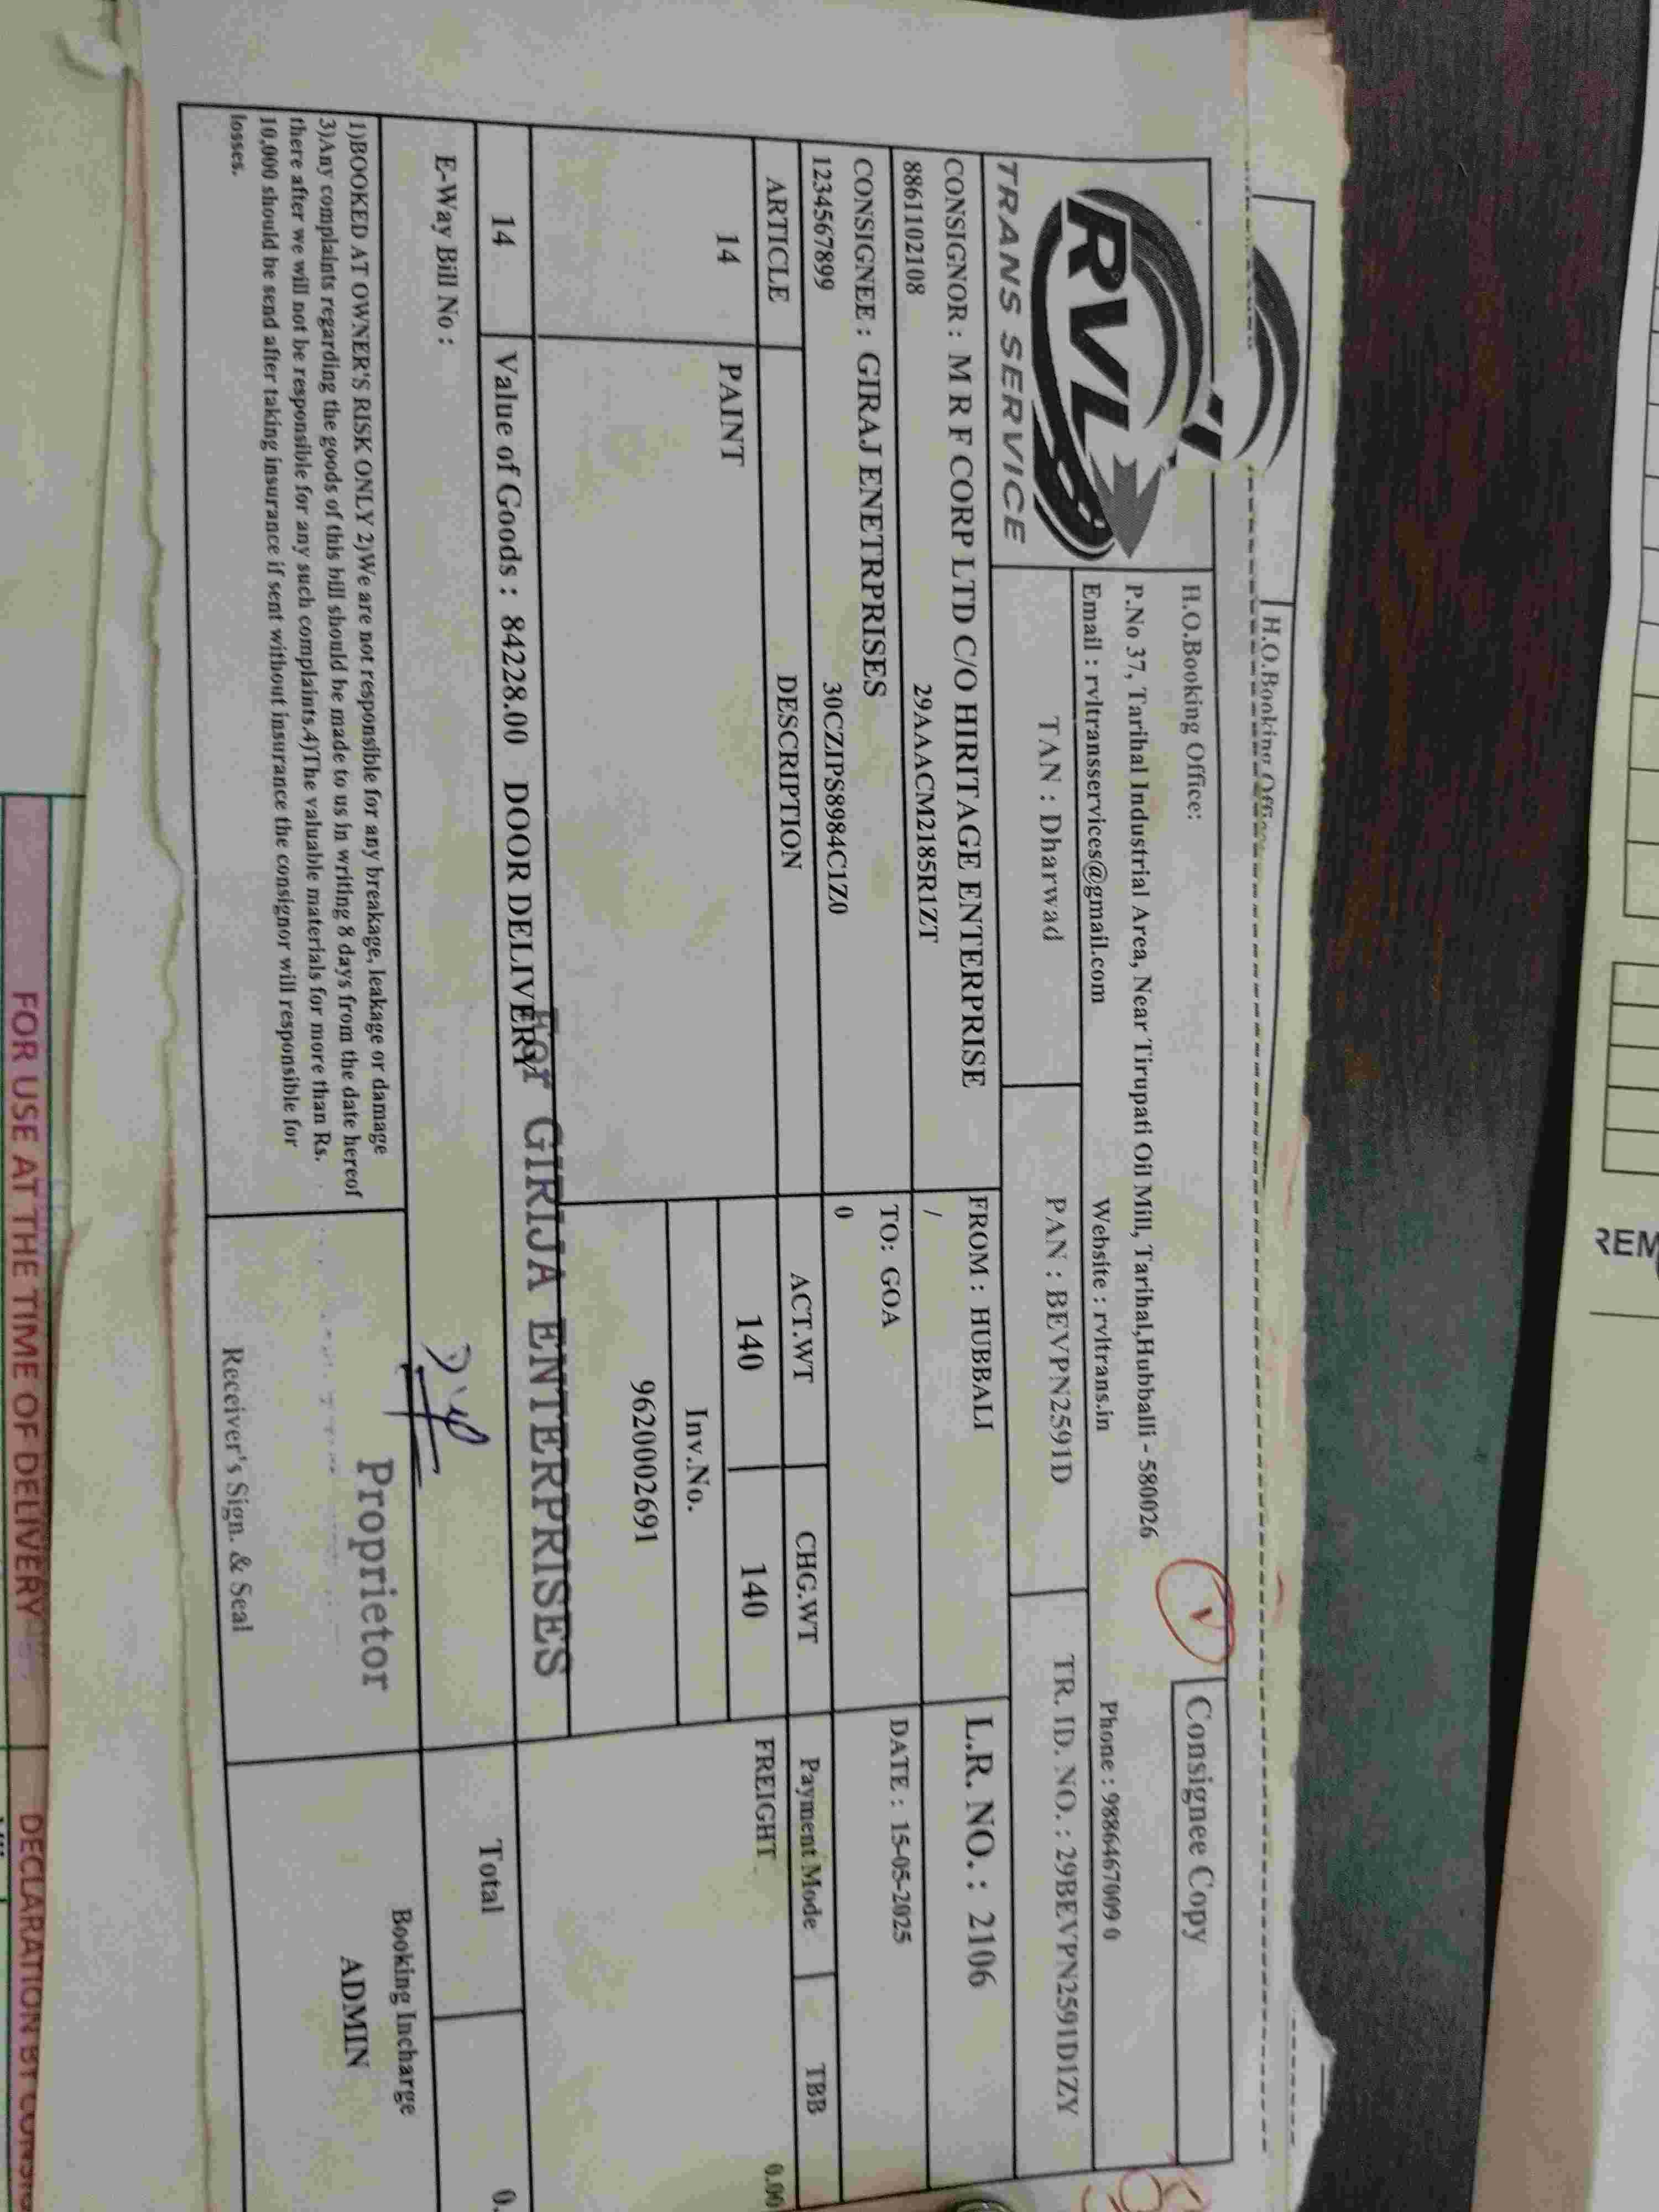 H.O.Booking Office:
RVL
TRANS SERVICE
H.O.Booking Office:
Consignee Copy
P.No 37, Tarihal Industrial Area, Near Tirupati Oil Mill, Tarihal,Hubballi - 580026
Email : rvltransservices@gmail.com Website : rvltrans.in Phone : 9886467009 0
TAN : Dharwad PAN : BEVPN2591D TR. ID. NO. : 29BEVPN2591D1ZY
CONSIGNOR : M R F CORP LTD C/O HIRITAGE ENTERPRISE FROM : HUBBALI L.R. NO. : 2106
8861102108 29AAACM2185R1ZT /
CONSIGNEE : GIRAJ ENETRPRISES TO: GOA DATE : 15-05-2025
1234567899 30CZIPS8984C1Z0 0
ARTICLE DESCRIPTION ACT.WT CHG.WT Payment Mode TBB
14 PAINT 140 140 FREIGHT 0.00
Inv.No.
9620002691
14 Value of Goods : 84228.00 DOOR DELIVERY Total 0.
For GIRIJA ENTERPRISES
E-Way Bill No :
Proprietor
1)BOOKED AT OWNER'S RISK ONLY 2)We are not responsible for any breakage, leakage or damage
3)Any complaints regarding the goods of this bill should be made to us in writing 8 days from the date hereof
there after we will not be responsible for any such complaints.4)The valuable materials for more than Rs.
10,000 should be send after taking insurance if sent without insurance the consignor will responsible for
losses.
Receiver's Sign. & Seal
Booking Incharge
ADMIN
FOR USE AT THE TIME OF DELIVERY
DECLARATION BY
REM